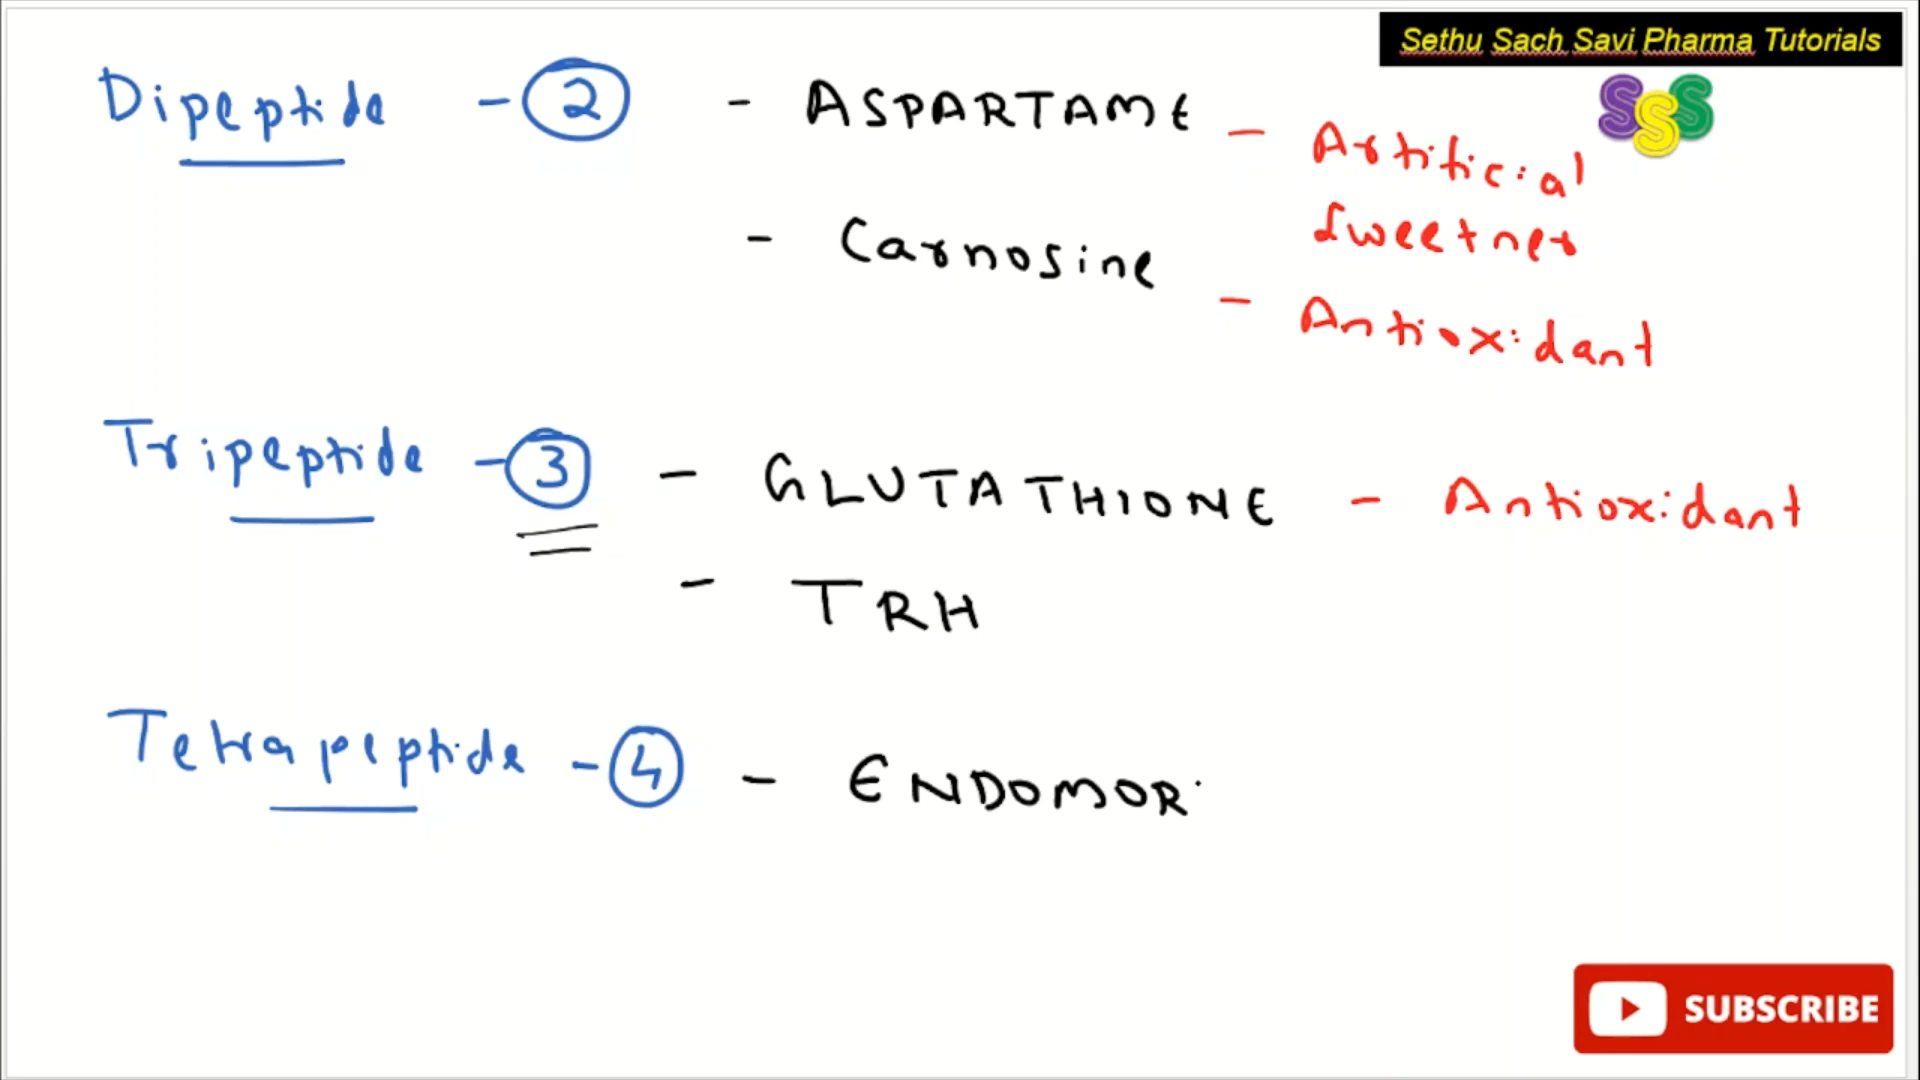 Sethu Sach Savi Pharma Tutorials
SSS
Dipeptide - 2 - ASPARTAME - Artificial
Sweetner
- Carnosine - Antioxidant
Tripeptide - 3 - GLUTATHIONE - Antioxidant
- TRH
Tetrapeptide - 4 - ENDOMOR
SUBSCRIBE